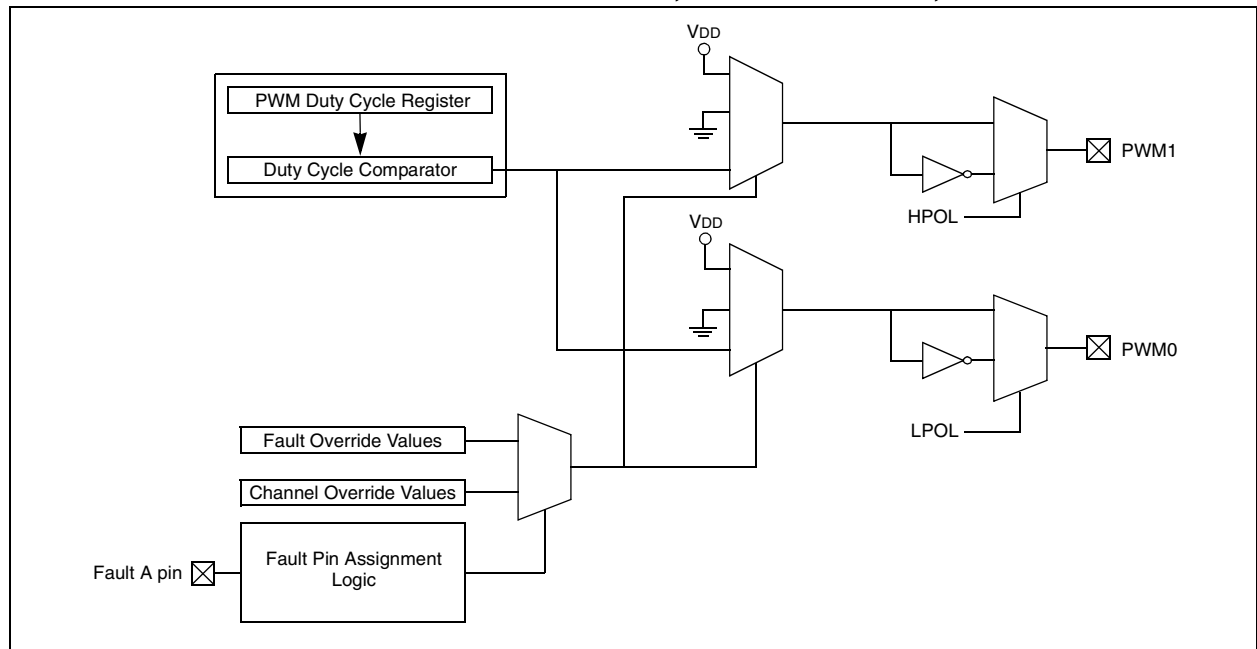 VDD
PWM Duty Cycle Register
Duty Cycle Comparator
HPOL
PWM1
VDD
LPOL
PWM0
Fault Override Values
Channel Override Values
Fault Pin Assignment
Logic
Fault A pin